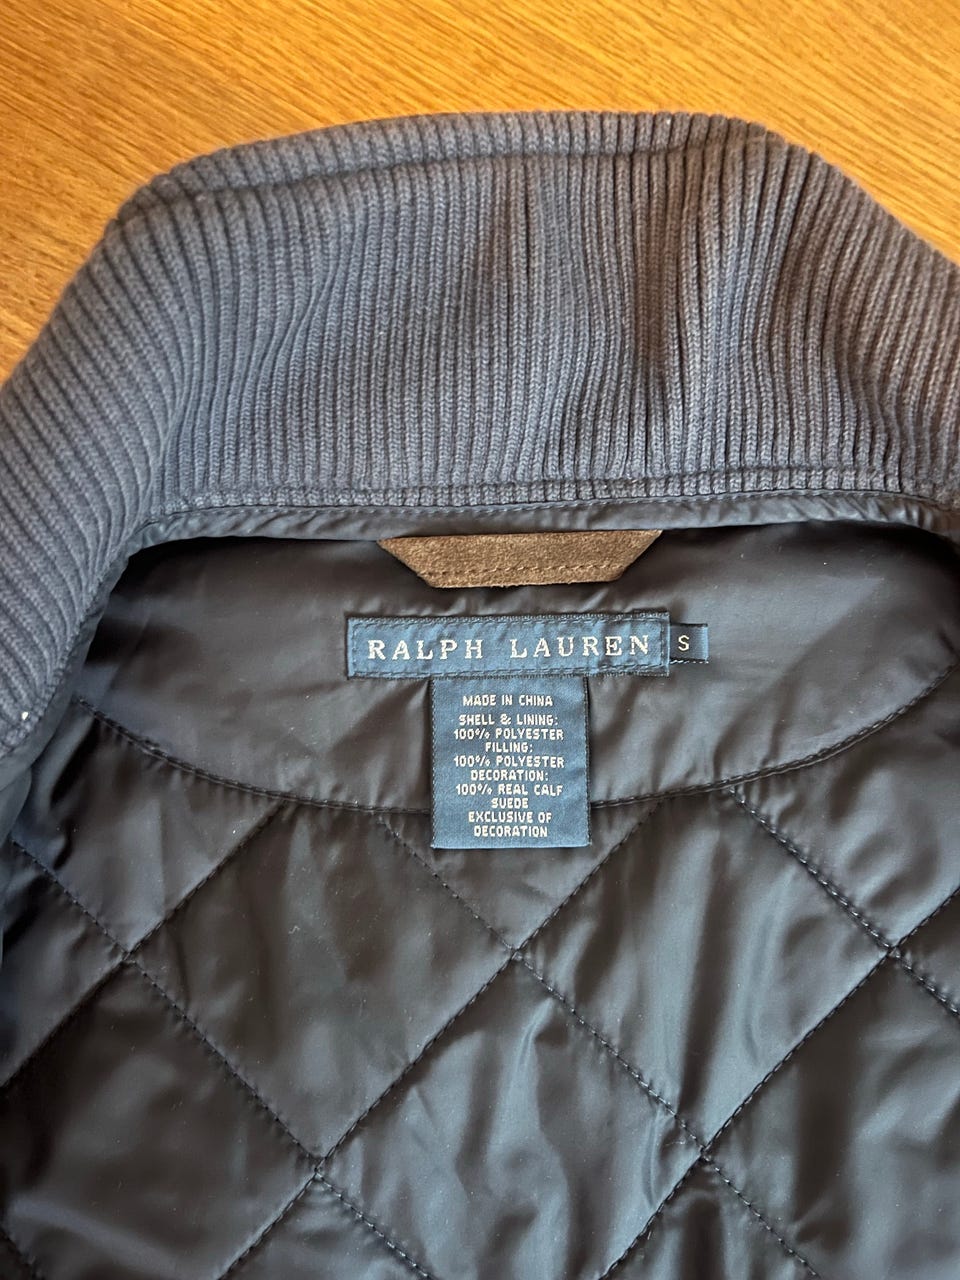 RALPH LAUREN S
MADE IN CHINA
SHELL & LINING:
100% POLYESTER
FILLING:
100% POLYESTER
DECORATION:
100% REAL CALF
SUEDE
EXCLUSIVE OF
DECORATION